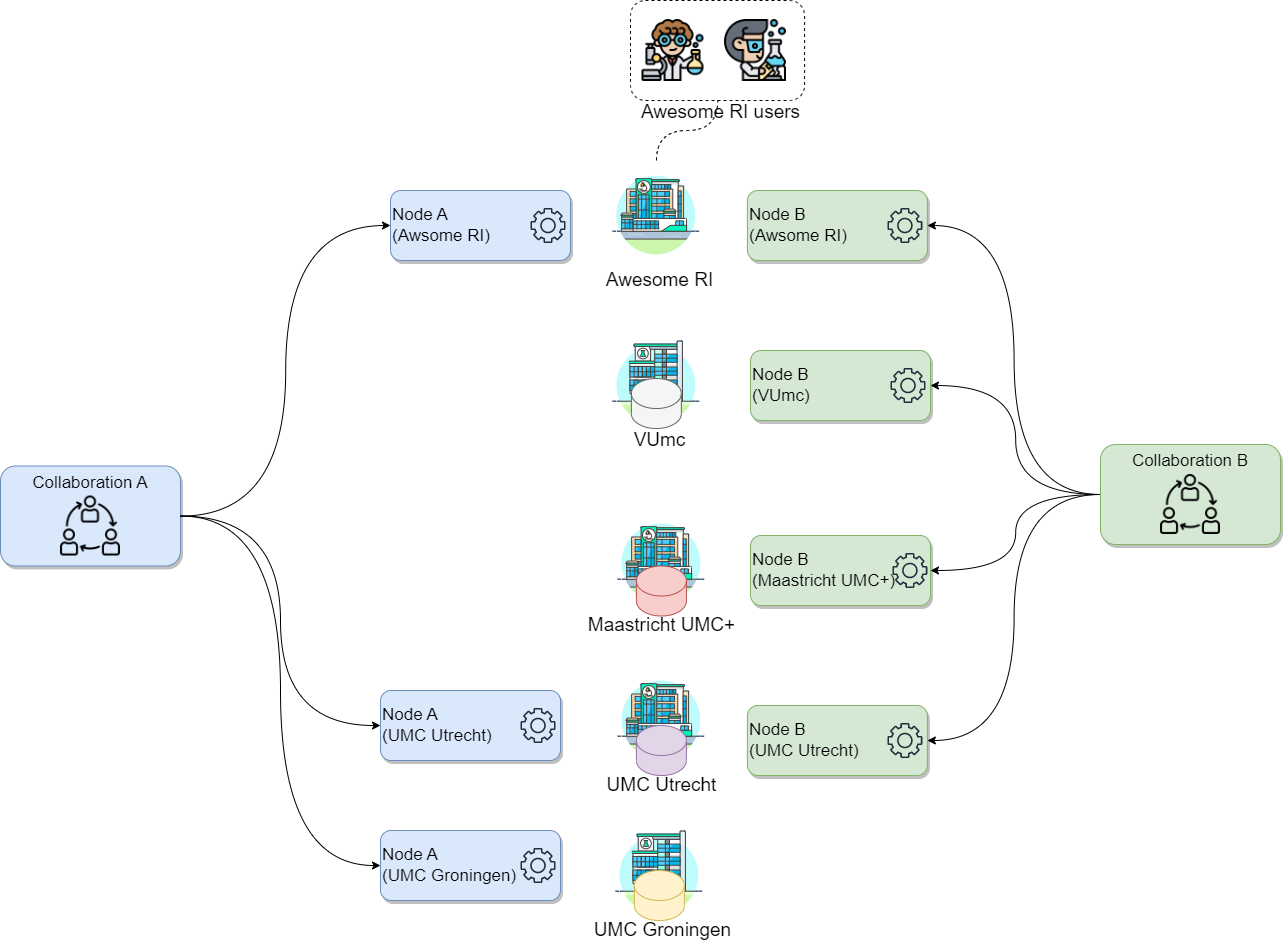 Awesome RI users
Node A
(Awsome RI)
Node B
(Awsome RI)
Awesome RI
Node B
(VUmc)
VUmc
Collaboration A
Collaboration B
Node B
(Maastricht UMC+)
Maastricht UMC+
Node A
(UMC Utrecht)
Node B
(UMC Utrecht)
UMC Utrecht
Node A
(UMC Groningen)
UMC Groningen